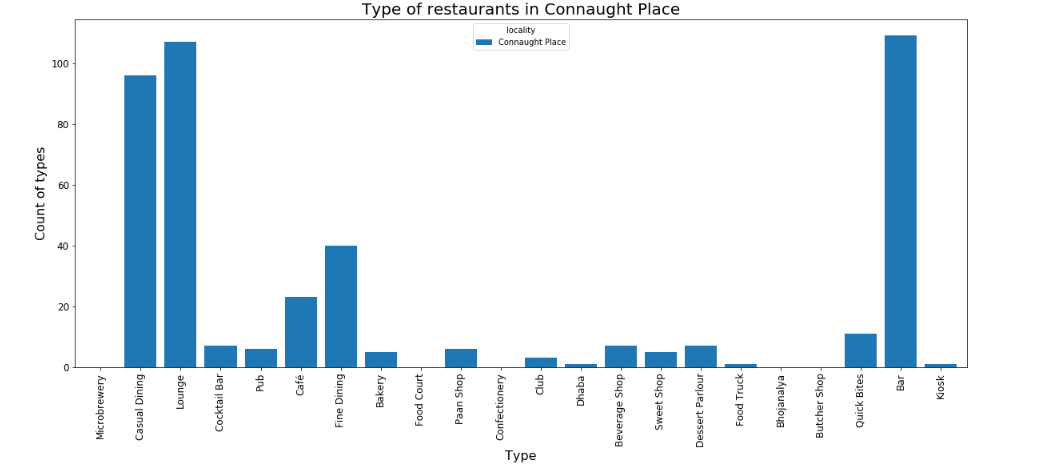 Type of restaurants in Connaught Place
locality
Connaught Place
Count of types
100
80
60
40
20
0
Microbrewery
Casual Dining
Lounge
Cocktail Bar
Pub
Café
Fine Dining
Bakery
Food Court
Paan Shop
Confectionery
Club
Dhaba
Beverage Shop
Sweet Shop
Dessert Parlour
Food Truck
Bhojanalya
Butcher Shop
Quick Bites
Bar
Kiosk
Type